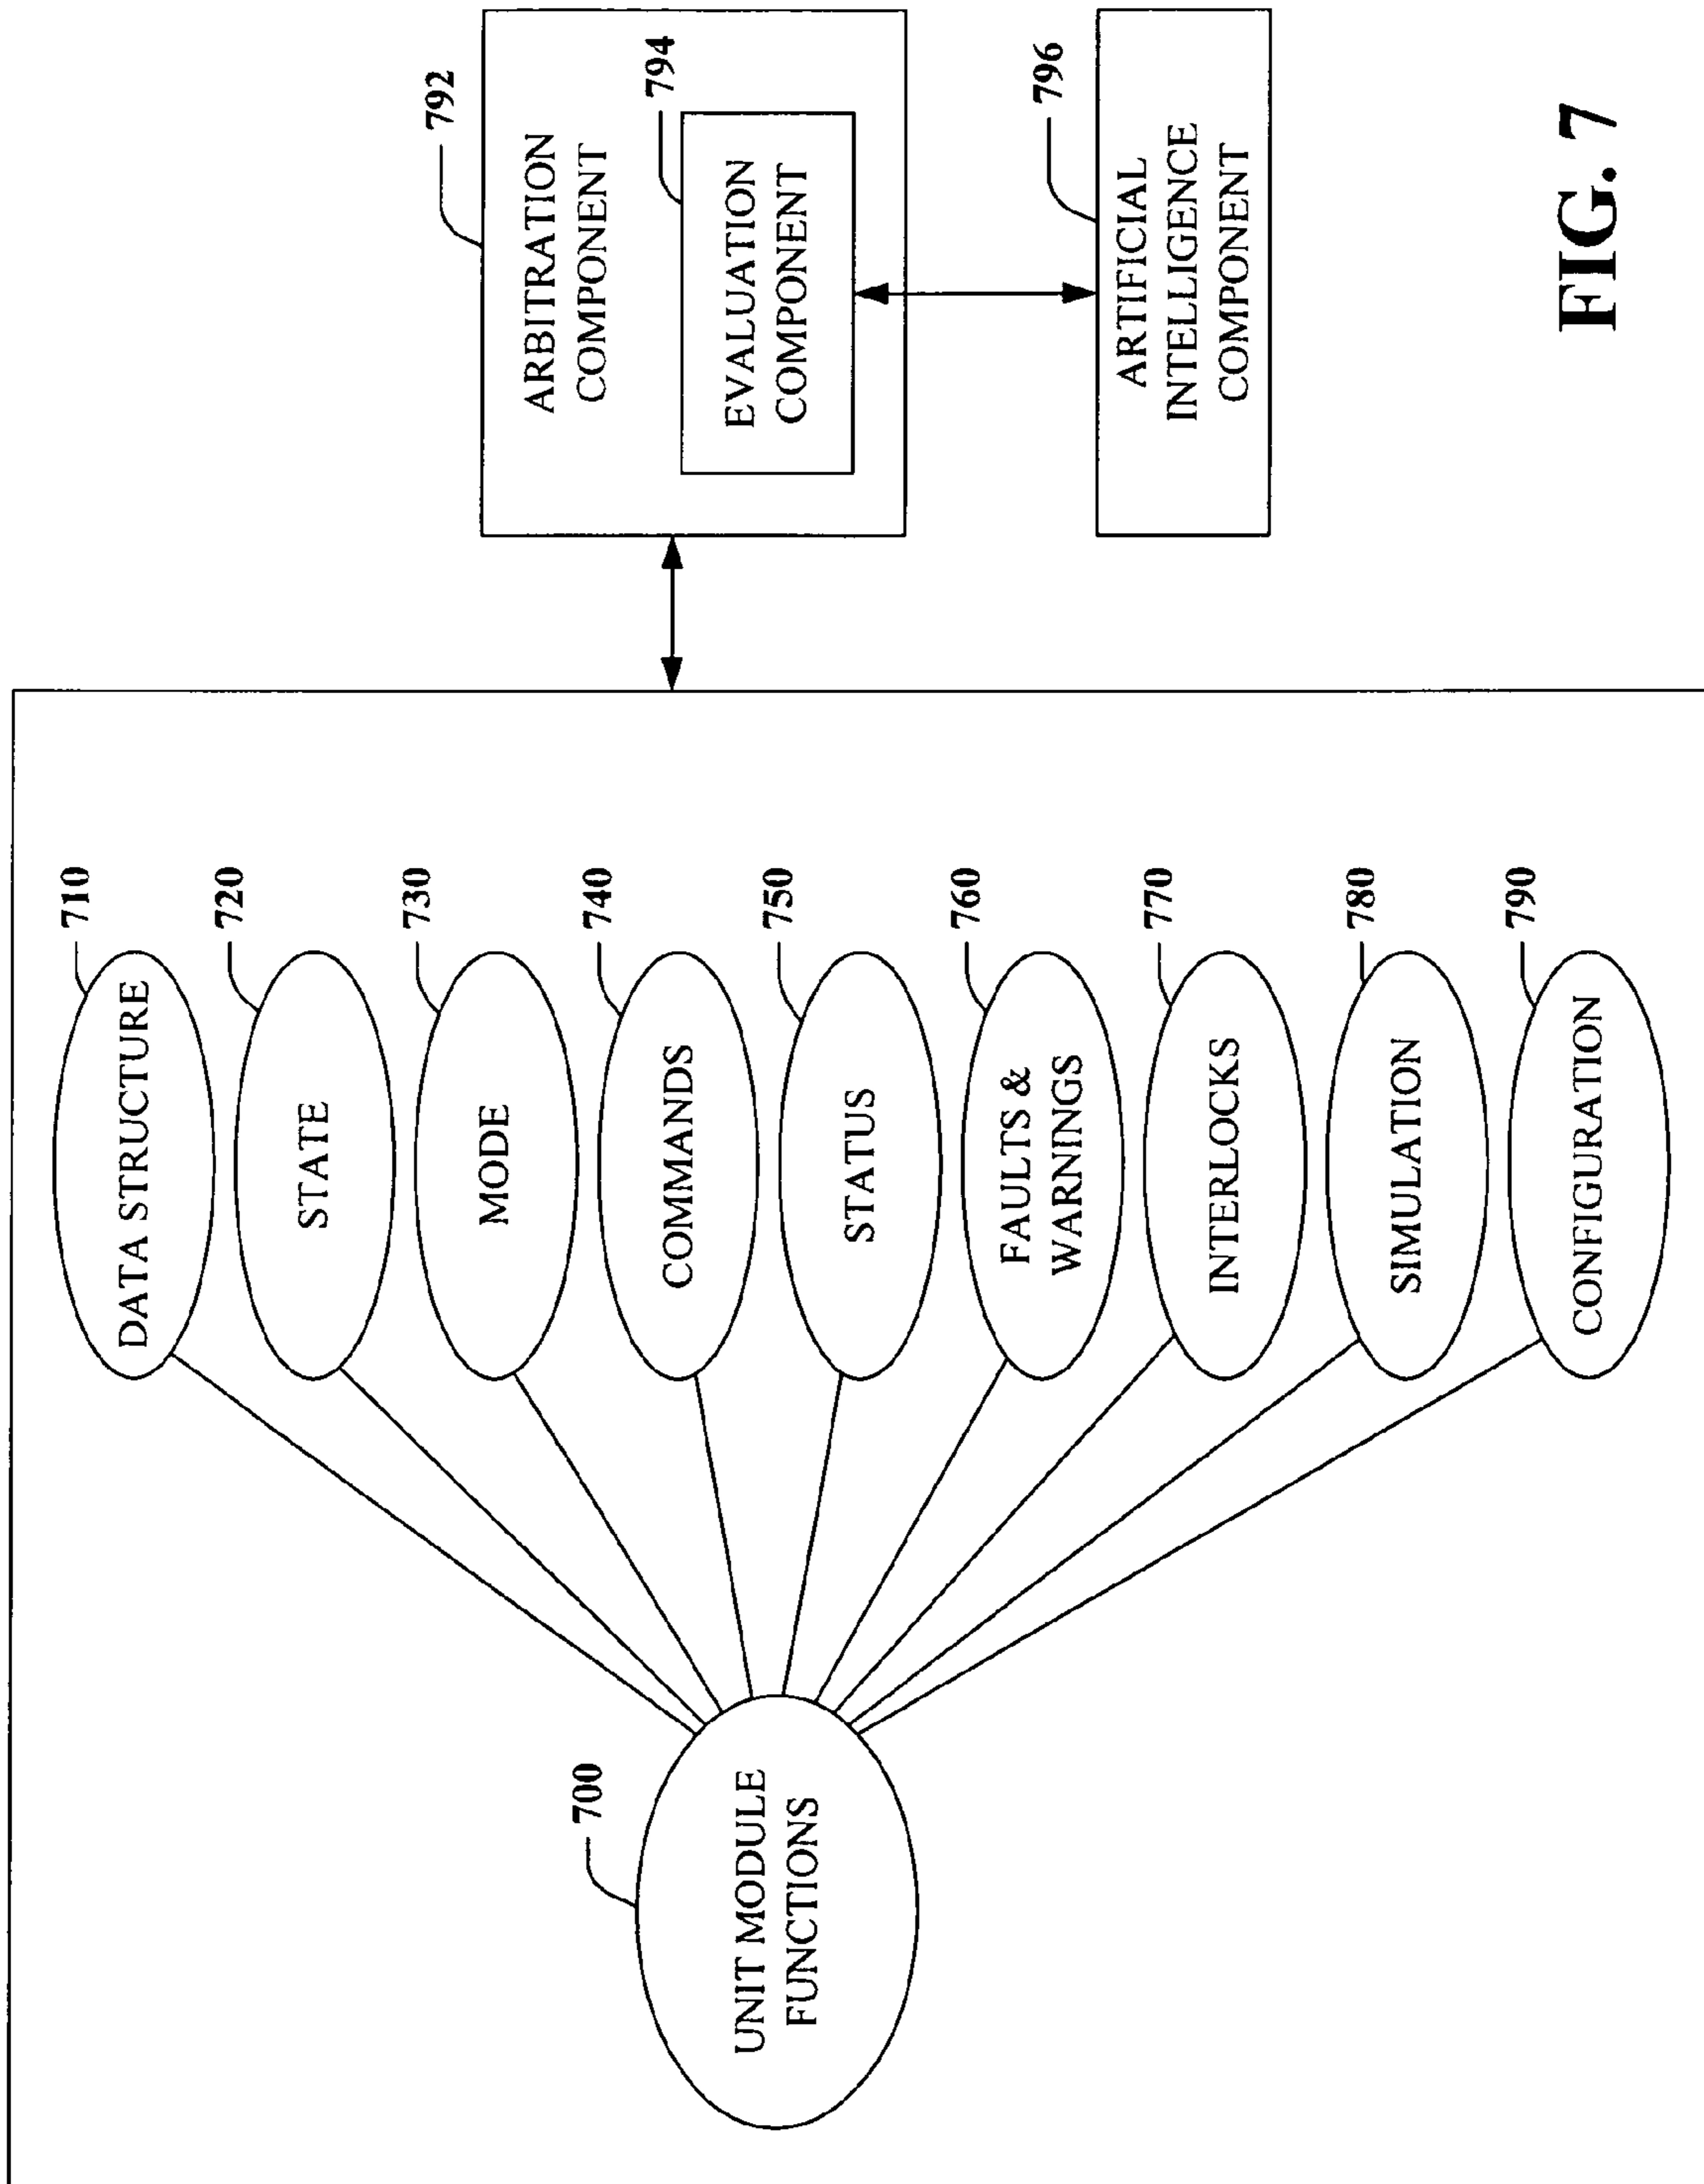 700
UNIT MODULE
FUNCTIONS
710
DATA STRUCTURE
720
STATE
730
MODE
740
COMMANDS
750
STATUS
760
FAULTS &
WARNINGS
770
INTERLOCKS
780
SIMULATION
790
CONFIGURATION
792
ARBITRATION
COMPONENT
794
EVALUATION
COMPONENT
796
ARTIFICIAL
INTELLIGENCE
COMPONENT
FIG. 7